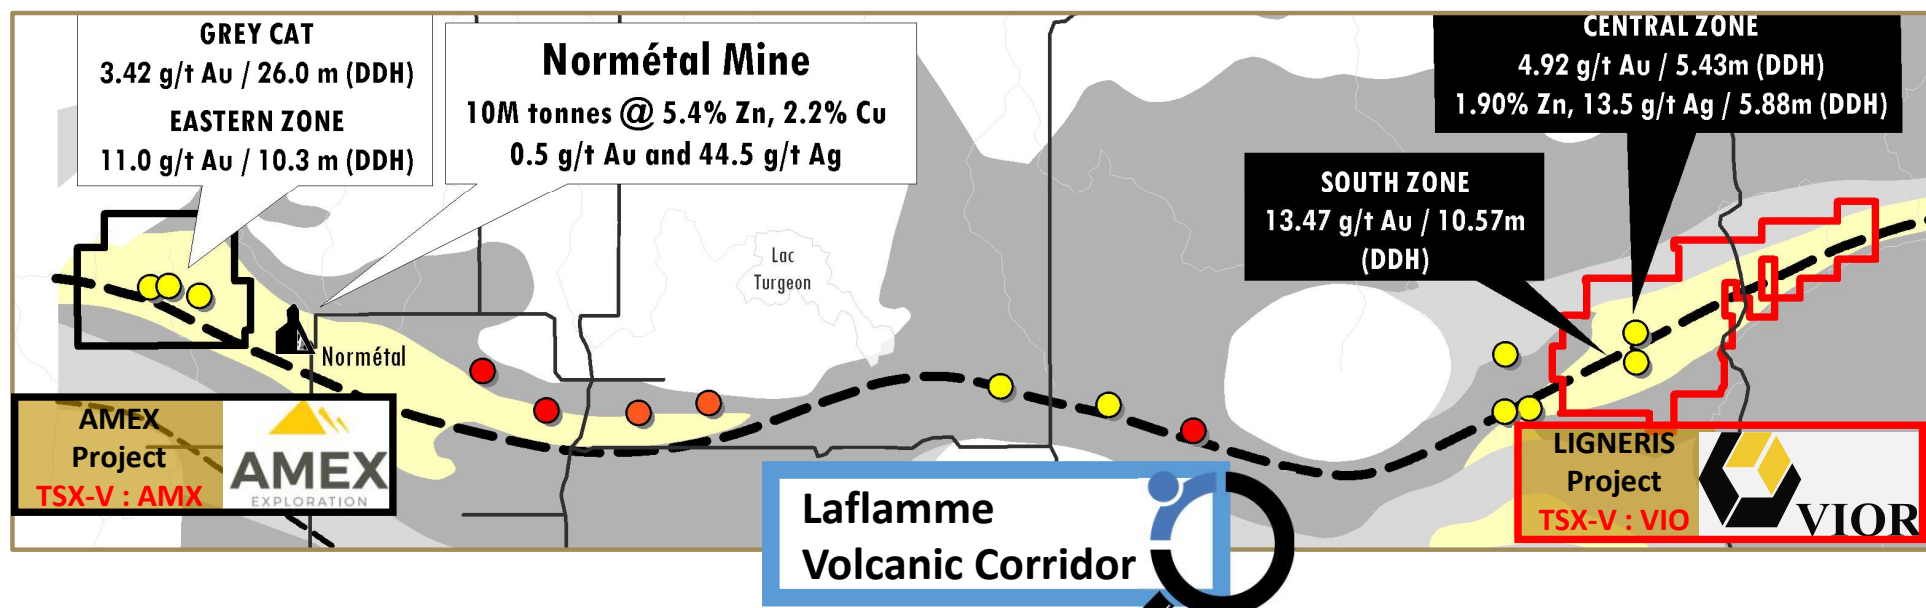 GREY CAT
3.42 g/t Au / 26.0 m (DDH)
EASTERN ZONE
11.0 g/t Au / 10.3 m (DDH)
Normétal Mine
10M tonnes @ 5.4% Zn, 2.2% Cu
0.5 g/t Au and 44.5 g/t Ag
CENTRAL ZONE
4.92 g/t Au / 5.43m (DDH)
1.90% Zn, 13.5 g/t Ag / 5.88m (DDH)
SOUTH ZONE
13.47 g/t Au / 10.57m
(DDH)
Lac
Turgeon
Normétal
AMEX
Project
TSX-V : AMX
AMEX
EXPLORATION
Laflamme
Volcanic Corridor
LIGNERIS
Project
TSX-V : VIO
VIOR